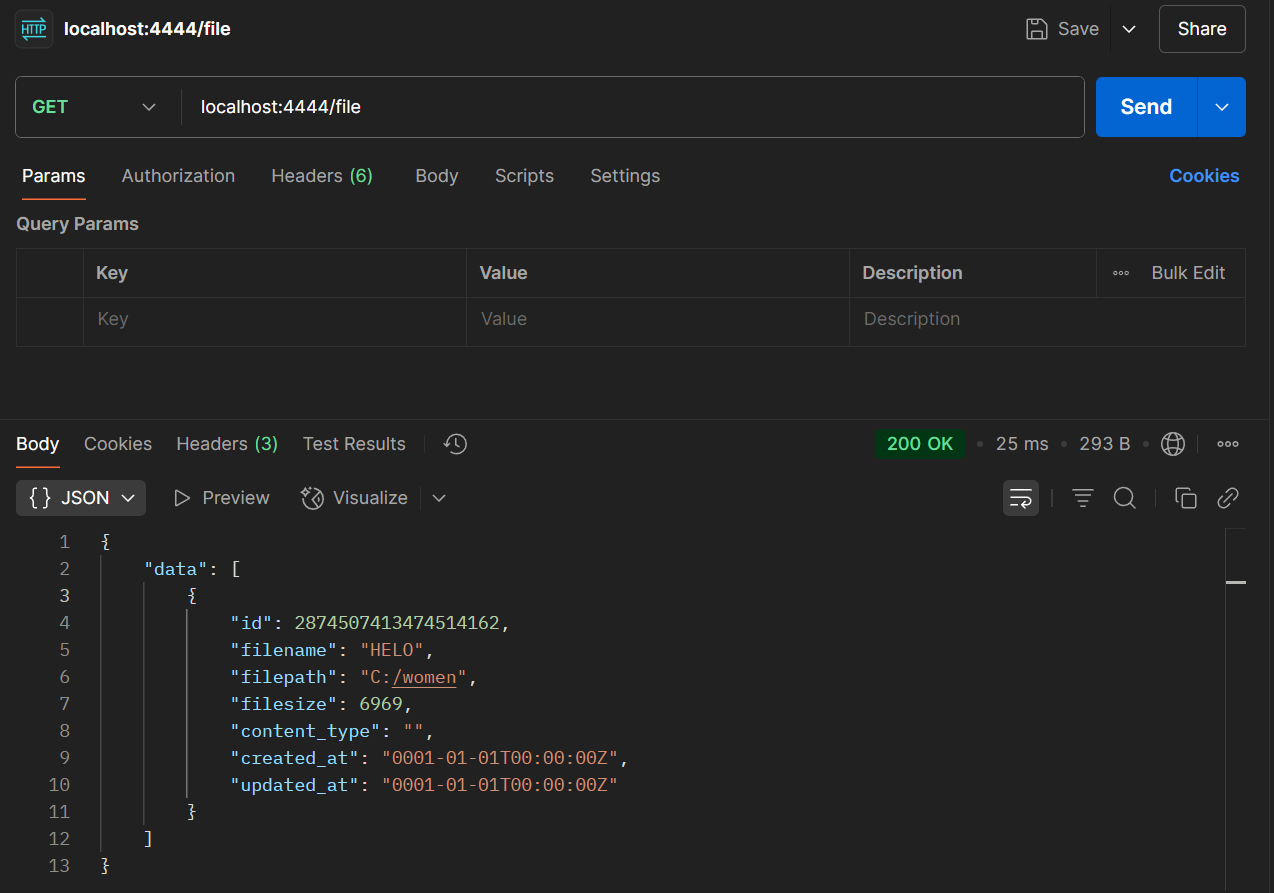 HTTP localhost:4444/file Save Share
GET localhost:4444/file Send
Params Authorization Headers (6) Body Scripts Settings Cookies
Query Params
Key Value Description Bulk Edit
Key Value Description
Body Cookies Headers (3) Test Results 200 OK • 25 ms • 293 B •
{} JSON Preview Visualize
1 {
2 "data": [
3 {
4 "id": 2874507413474514162,
5 "filename": "HELO",
6 "filepath": "C:/women",
7 "filesize": 6969,
8 "content_type": "",
9 "created_at": "0001-01-01T00:00:00Z",
10 "updated_at": "0001-01-01T00:00:00Z"
11 }
12 ]
13 }